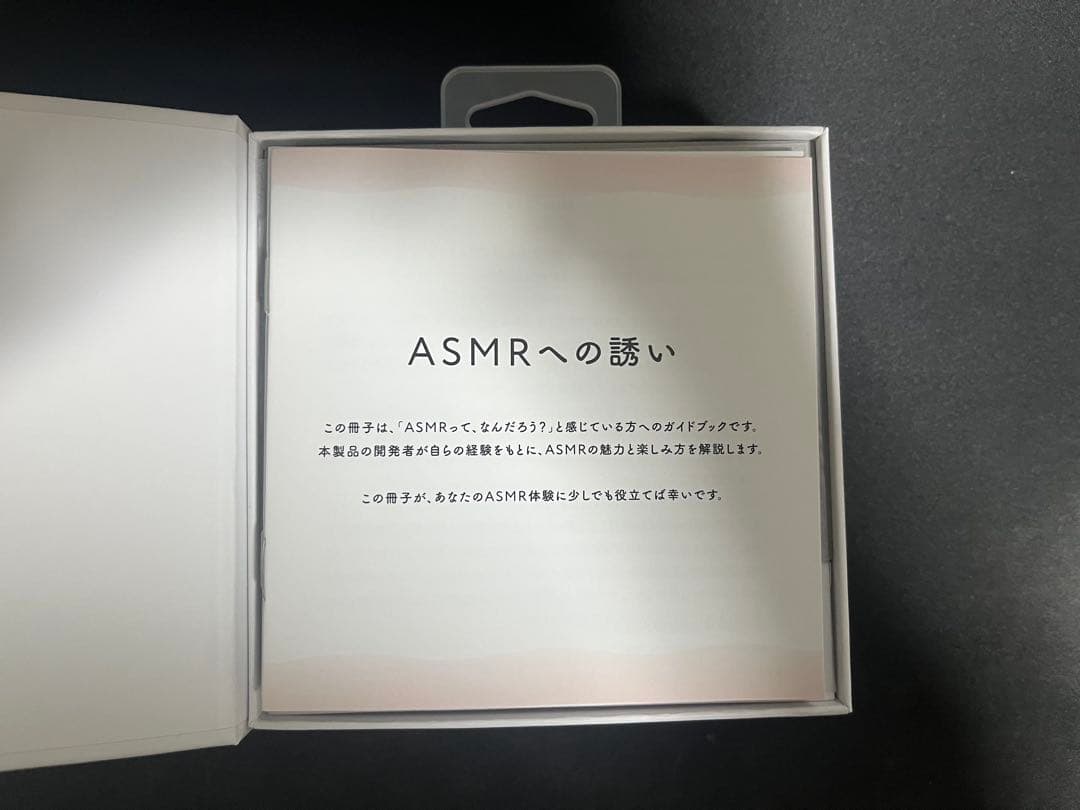 ASMRへの誘い
この冊子は、「ASMRって、なんだろう？」と感じている方へのガイドブックです。
本製品の開発者が自らの経験をもとに、ASMRの魅力と楽しみ方を解説します。
この冊子が、あなたのASMR体験に少しでも役立てば幸いです。